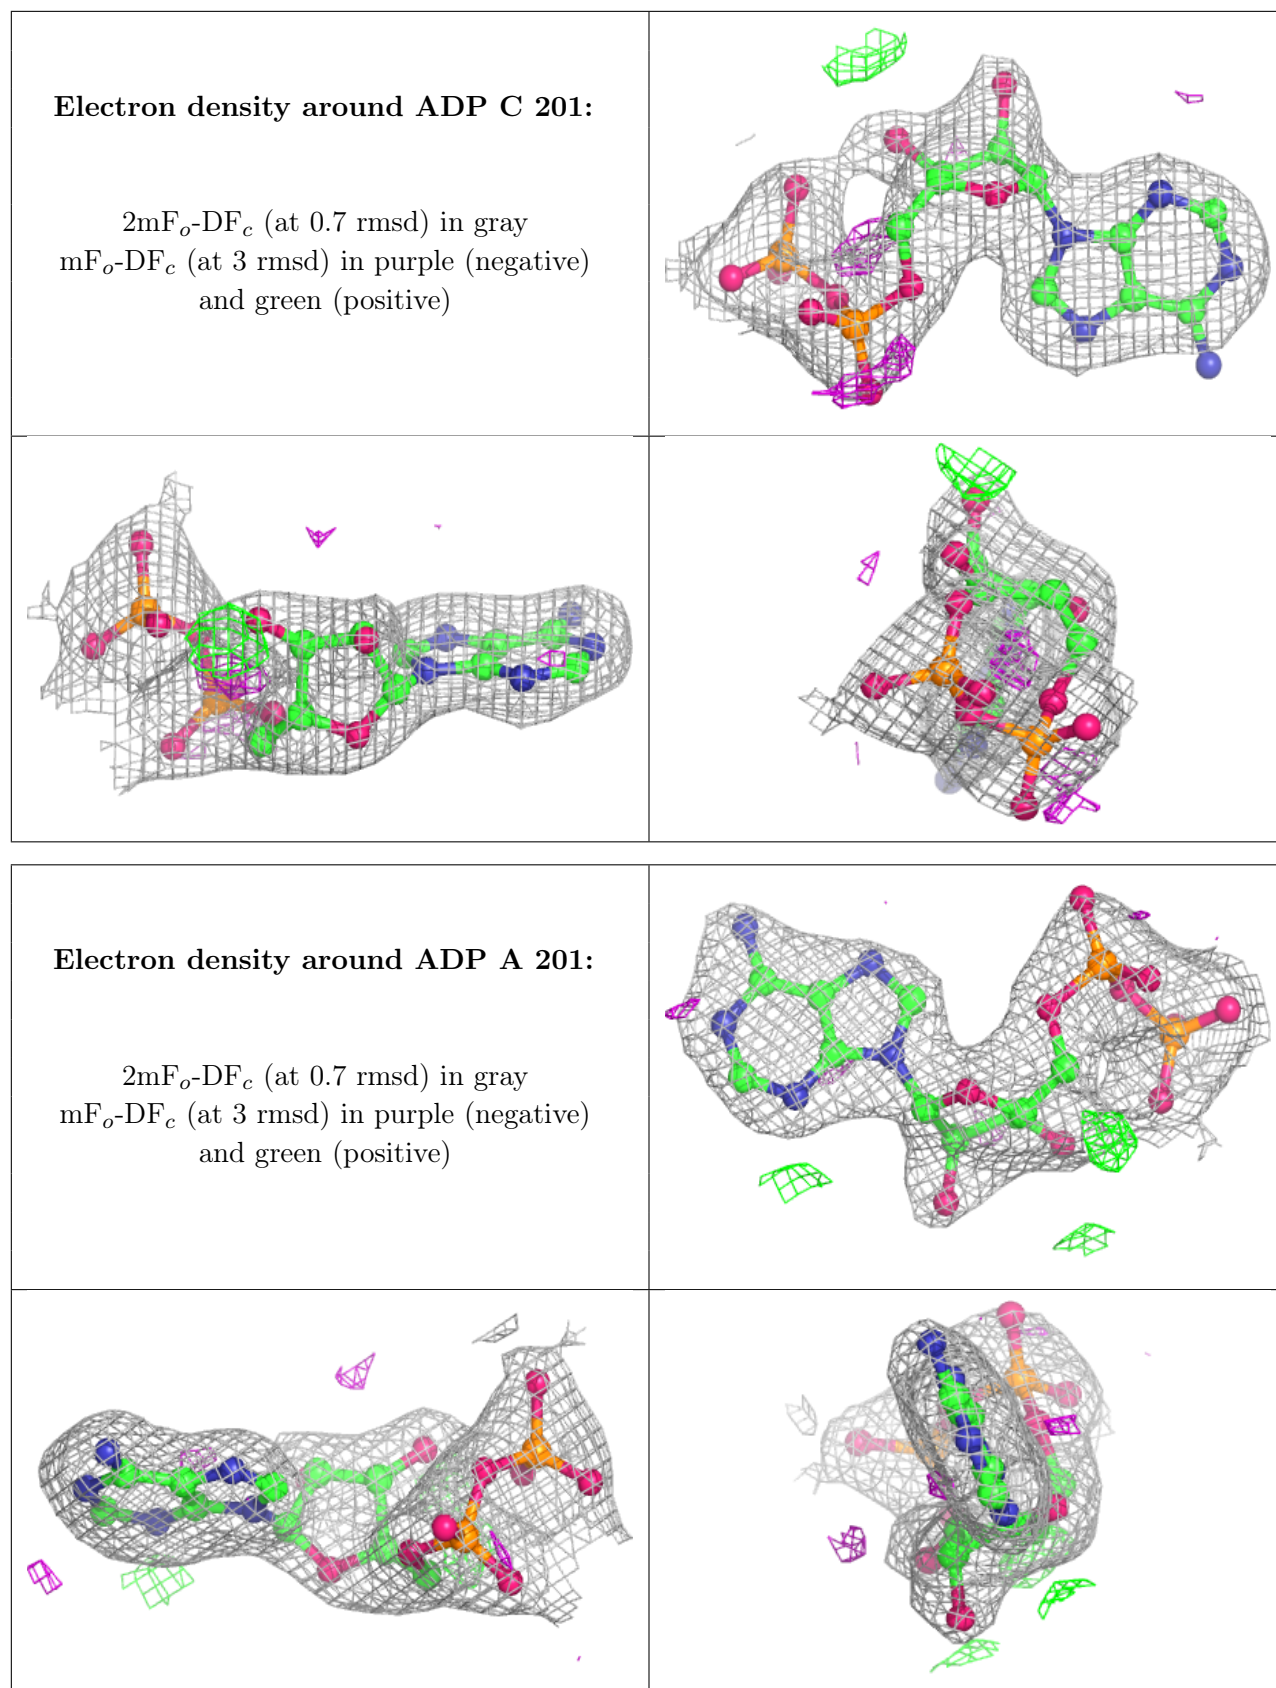 Electron density around ADP C 201:
2mFo-DFc (at 0.7 rmsd) in gray
mFo-DFc (at 3 rmsd) in purple (negative)
and green (positive)
Electron density around ADP A 201:
2mFo-DFc (at 0.7 rmsd) in gray
mFo-DFc (at 3 rmsd) in purple (negative)
and green (positive)